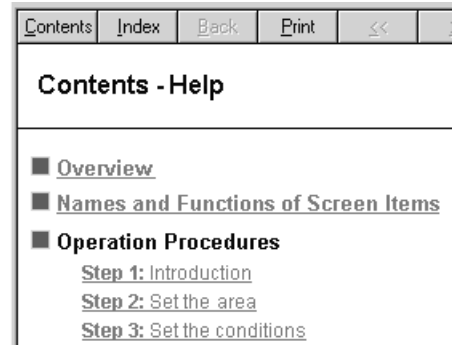 Contents Index Back Print <<
Contents - Help
Overview
Names and Functions of Screen Items
Operation Procedures
Step 1: Introduction
Step 2: Set the area
Step 3: Set the conditions